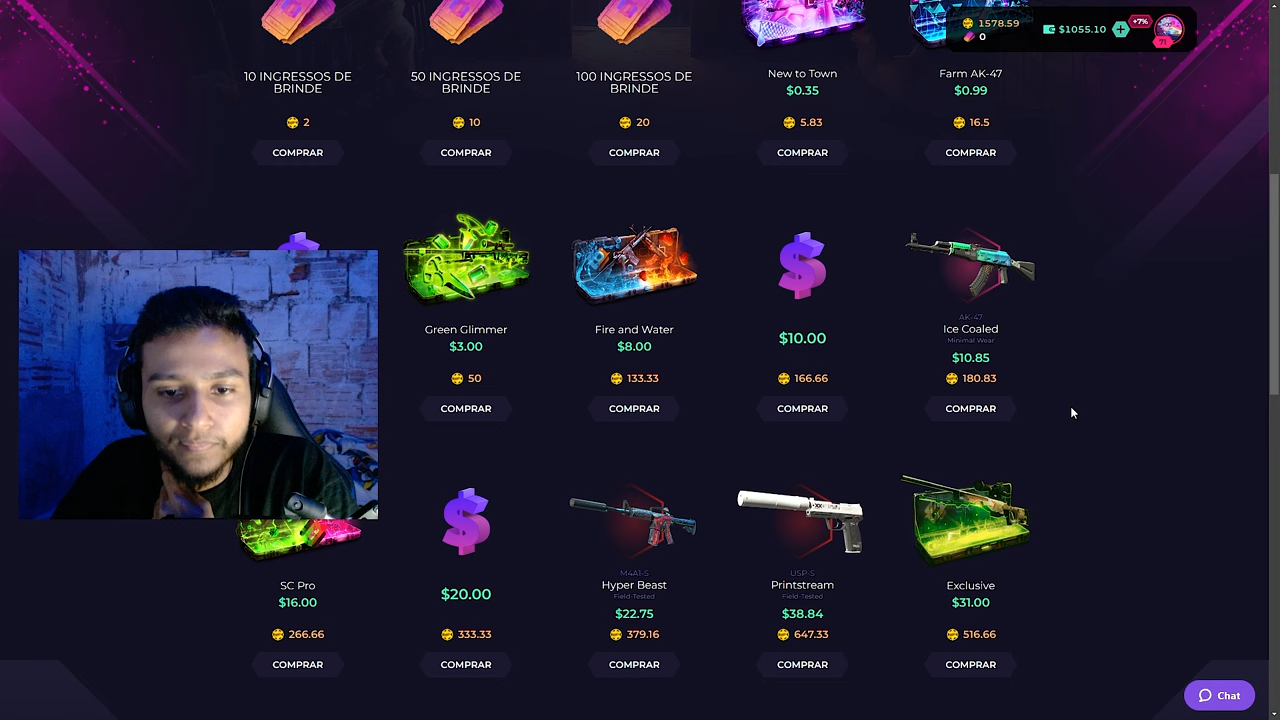 1578.59
0
$1055.10
+7%
71
10 INGRESSOS DE
BRINDE
2
COMPRAR
50 INGRESSOS DE
BRINDE
10
COMPRAR
100 INGRESSOS DE
BRINDE
20
COMPRAR
New to Town
$0.35
5.83
COMPRAR
Farm AK-47
$0.99
16.5
COMPRAR
Green Glimmer
$3.00
50
COMPRAR
Fire and Water
$8.00
133.33
COMPRAR
$10.00
166.66
COMPRAR
AK-47
Ice Coaled
Minimal Wear
$10.85
180.83
COMPRAR
SC Pro
$16.00
266.66
COMPRAR
$20.00
333.33
COMPRAR
M4A1-S
Hyper Beast
Field-Tested
$22.75
379.16
COMPRAR
USP-S
Printstream
Field-Tested
$38.84
647.33
COMPRAR
Exclusive
$31.00
516.66
COMPRAR
Chat